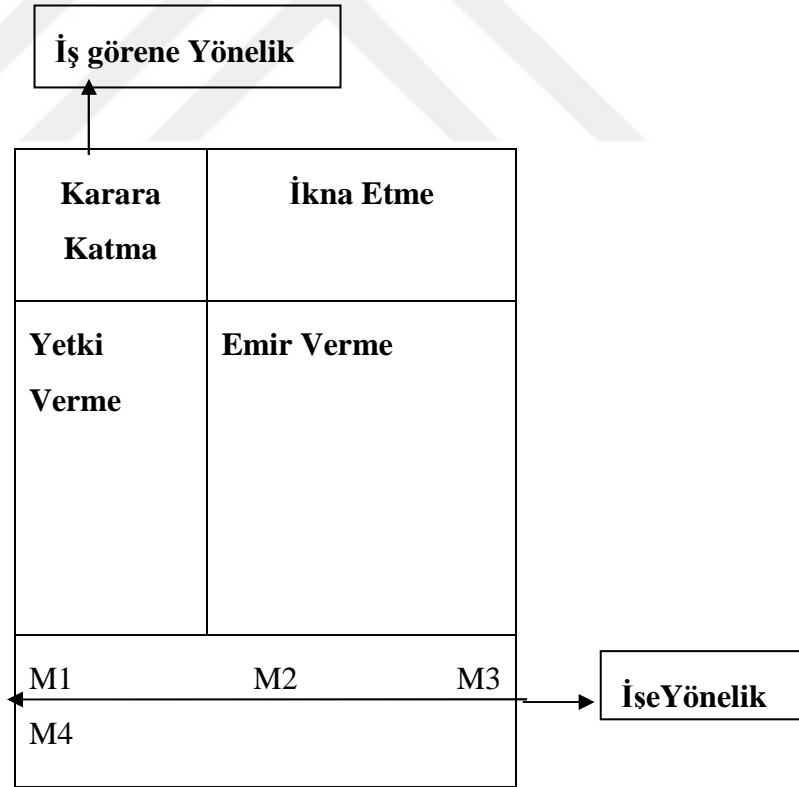 İş görene Yönelik
Karara
Katma
İkna Etme
Yetki
Verme
Emir Verme
M1 M2 M3
M4
İşeYönelik